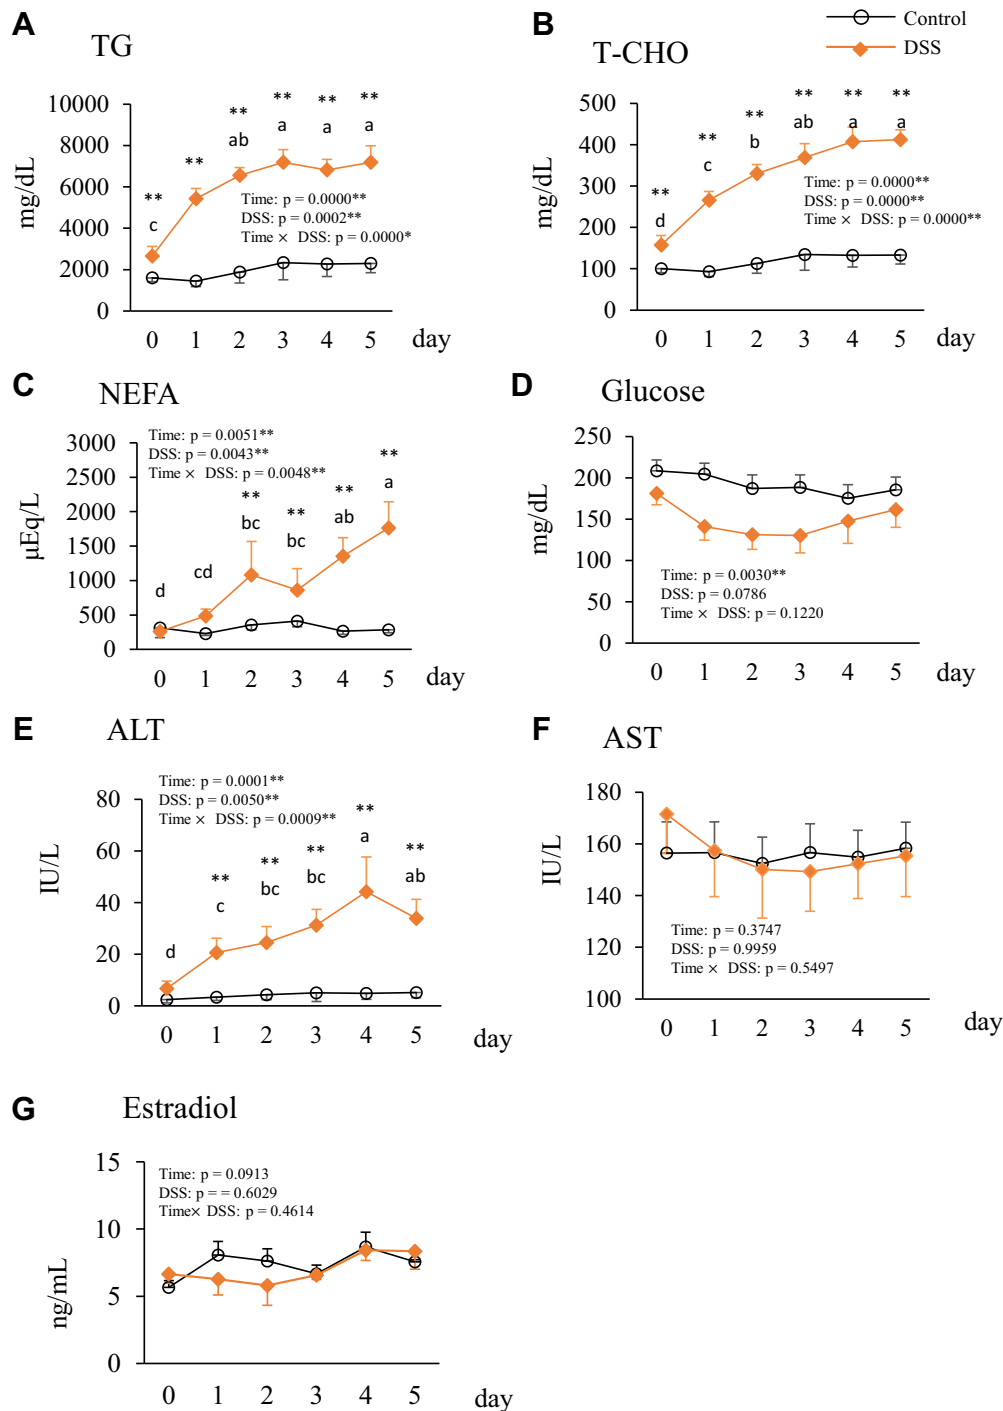 Control
DSS
A
TG
mg/dL
10000
8000
6000
4000
2000
0
**
c
**
**
ab
**
a
**
a
**
a
Time: p = 0.0000**
DSS: p = 0.0002**
Time × DSS: p = 0.0000*
0 1 2 3 4 5 day
B
T-CHO
mg/dL
500
400
300
200
100
0
**
d
**
c
**
b
**
ab
**
a
**
a
Time: p = 0.0000**
DSS: p = 0.0000**
Time × DSS: p = 0.0000**
0 1 2 3 4 5 day
C
NEFA
Time: p = 0.0051**
DSS: p = 0.0043**
Time × DSS: p = 0.0048**
µEq/L
3000
2500
2000
1500
1000
500
0
d
cd
**
bc
**
bc
**
ab
**
a
0 1 2 3 4 5 day
D
Glucose
mg/dL
250
200
150
100
50
0
Time: p = 0.0030**
DSS: p = 0.0786
Time × DSS: p = 0.1220
0 1 2 3 4 5 day
E
ALT
Time: p = 0.0001**
DSS: p = 0.0050**
Time × DSS: p = 0.0009**
IU/L
80
60
40
20
0
d
**
c
**
bc
**
bc
**
a
**
ab
0 1 2 3 4 5 day
F
AST
IU/L
180
160
140
120
100
Time: p = 0.3747
DSS: p = 0.9959
Time × DSS: p = 0.5497
0 1 2 3 4 5 day
G
Estradiol
ng/mL
15
10
5
0
Time: p = 0.0913
DSS: p = = 0.6029
Time× DSS: p = 0.4614
0 1 2 3 4 5 day